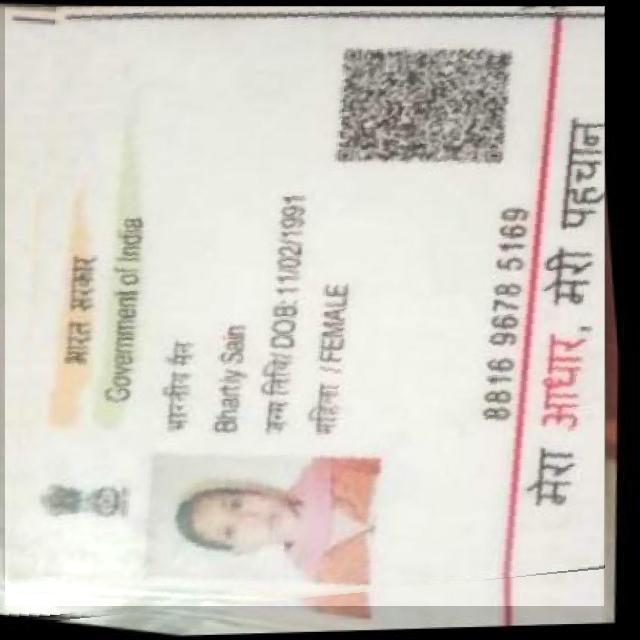 भारत सरकार
Government of India
Bharty Sain
जन्म तिथि/ DOB: 11/02/1991
महिला / FEMALE
8816 9678 5169
मेरा आधार, मेरी पहचान